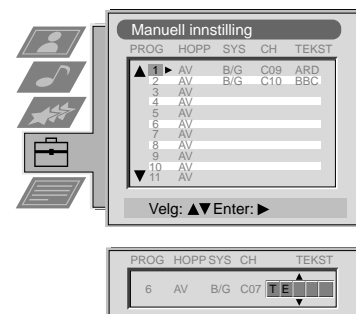 Manuell innstilling
PROG HOPP SYS CH TEKST
1 AV B/G C09 ARD
2 AV B/G C10 BBC
3 AV
4 AV
5 AV
6 AV
7 AV
8 AV
9 AV
10 AV
11 AV
Velg: ▲▼ Enter: ▶
PROG HOPP SYS CH TEKST
6 AV B/G C07 T E